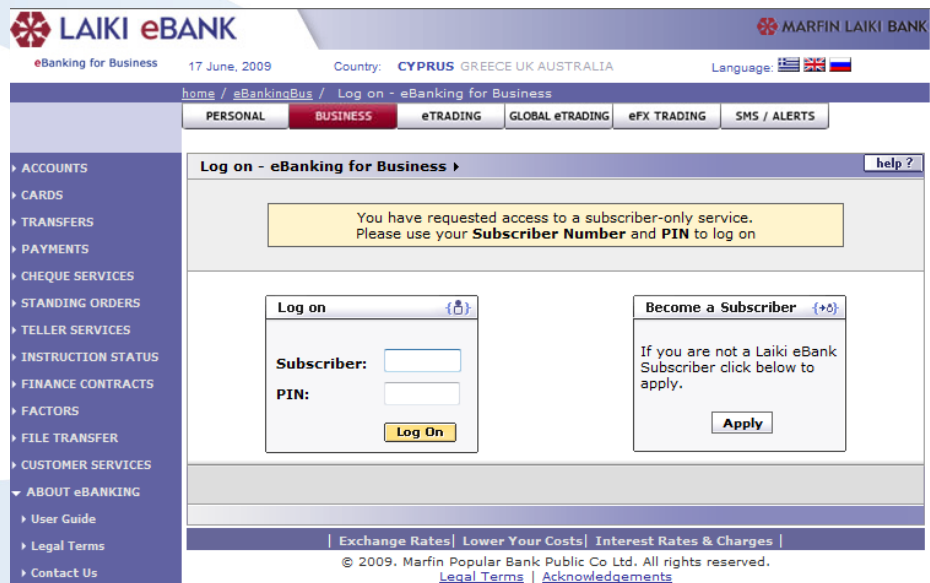 LAIKI eBANK
MARFIN LAIKI BANK
eBanking for Business
17 June, 2009
Country: CYPRUS GREECE UK AUSTRALIA
Language:
home / eBankingBus / Log on - eBanking for Business
PERSONAL BUSINESS eTRADING GLOBAL eTRADING eFX TRADING SMS / ALERTS
ACCOUNTS
CARDS
TRANSFERS
PAYMENTS
CHEQUE SERVICES
STANDING ORDERS
TELLER SERVICES
INSTRUCTION STATUS
FINANCE CONTRACTS
FACTORS
FILE TRANSFER
CUSTOMER SERVICES
ABOUT eBANKING
User Guide
Legal Terms
Contact Us
Log on - eBanking for Business
help ?
You have requested access to a subscriber-only service.
Please use your Subscriber Number and PIN to log on
Log on
Subscriber:
PIN:
Log On
Become a Subscriber
If you are not a Laiki eBank
Subscriber click below to
apply.
Apply
| Exchange Rates| Lower Your Costs| Interest Rates & Charges |
© 2009. Marfin Popular Bank Public Co Ltd. All rights reserved.
Legal Terms | Acknowledgements